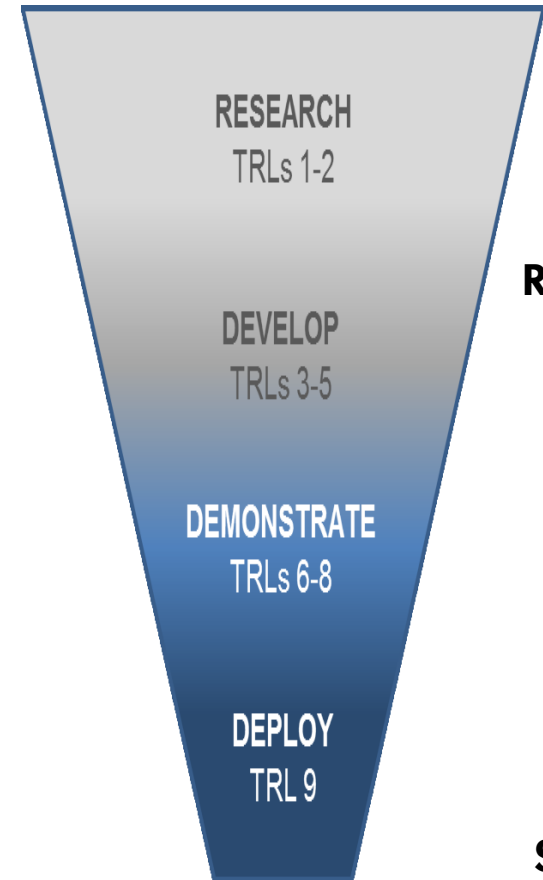 RESEARCH
TRLs 1-2
R
DEVELOP
TRLs 3-5
DEMONSTRATE
TRLs 6-8
DEPLOY
TRL 9
S